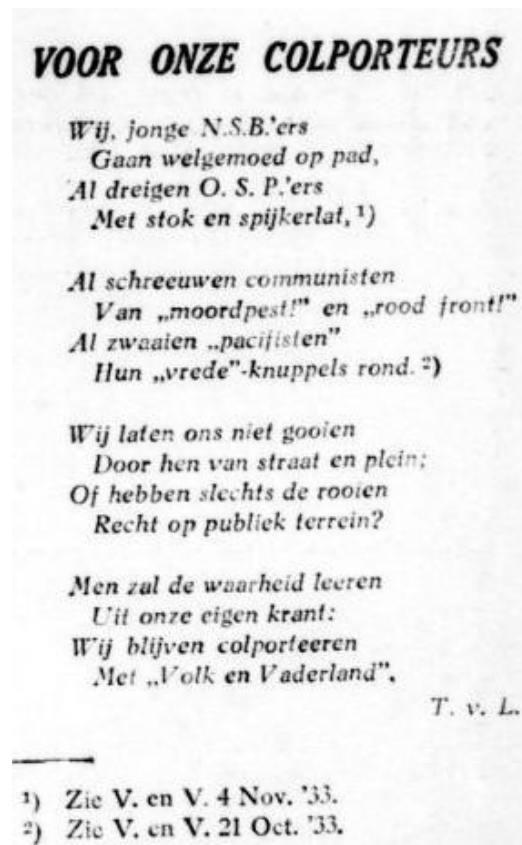 VOOR ONZE COLPORTEURS
Wij, jonge N.S.B.'ers
Gaan welgemoed op pad,
Al dreigen O. S. P.'ers
Met stok en spijkerlat, ¹)
Al schreeuwen communisten
Van „moordpest!" en „rood front!"
Al zwaaien „pacifisten"
Hun „vrede"-knuppels rond. ²)
Wij laten ons niet gooien
Door hen van straat en plein;
Of hebben slechts de rooien
Recht op publiek terrein?
Men zal de waarheid leeren
Uit onze eigen krant:
Wij blijven colporteeren
Met „Volk en Vaderland".
T. v. L.
¹) Zie V. en V. 4 Nov. '33.
²) Zie V. en V. 21 Oct. '33.